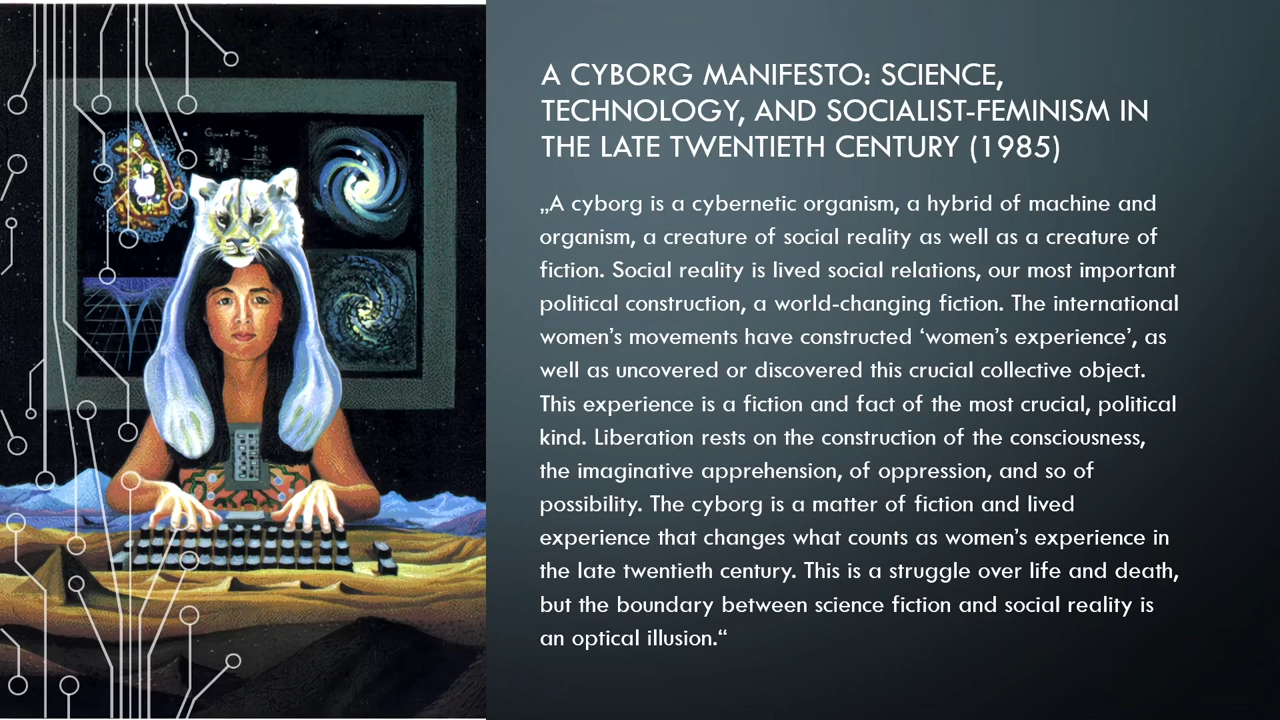 A CYBORG MANIFESTO: SCIENCE,
TECHNOLOGY, AND SOCIALIST-FEMINISM IN
THE LATE TWENTIETH CENTURY (1985)
„A cyborg is a cybernetic organism, a hybrid of machine and
organism, a creature of social reality as well as a creature of
fiction. Social reality is lived social relations, our most important
political construction, a world-changing fiction. The international
women’s movements have constructed ‘women’s experience’, as
well as uncovered or discovered this crucial collective object.
This experience is a fiction and fact of the most crucial, political
kind. Liberation rests on the construction of the consciousness,
the imaginative apprehension, of oppression, and so of
possibility. The cyborg is a matter of fiction and lived
experience that changes what counts as women’s experience in
the late twentieth century. This is a struggle over life and death,
but the boundary between science fiction and social reality is
an optical illusion.“